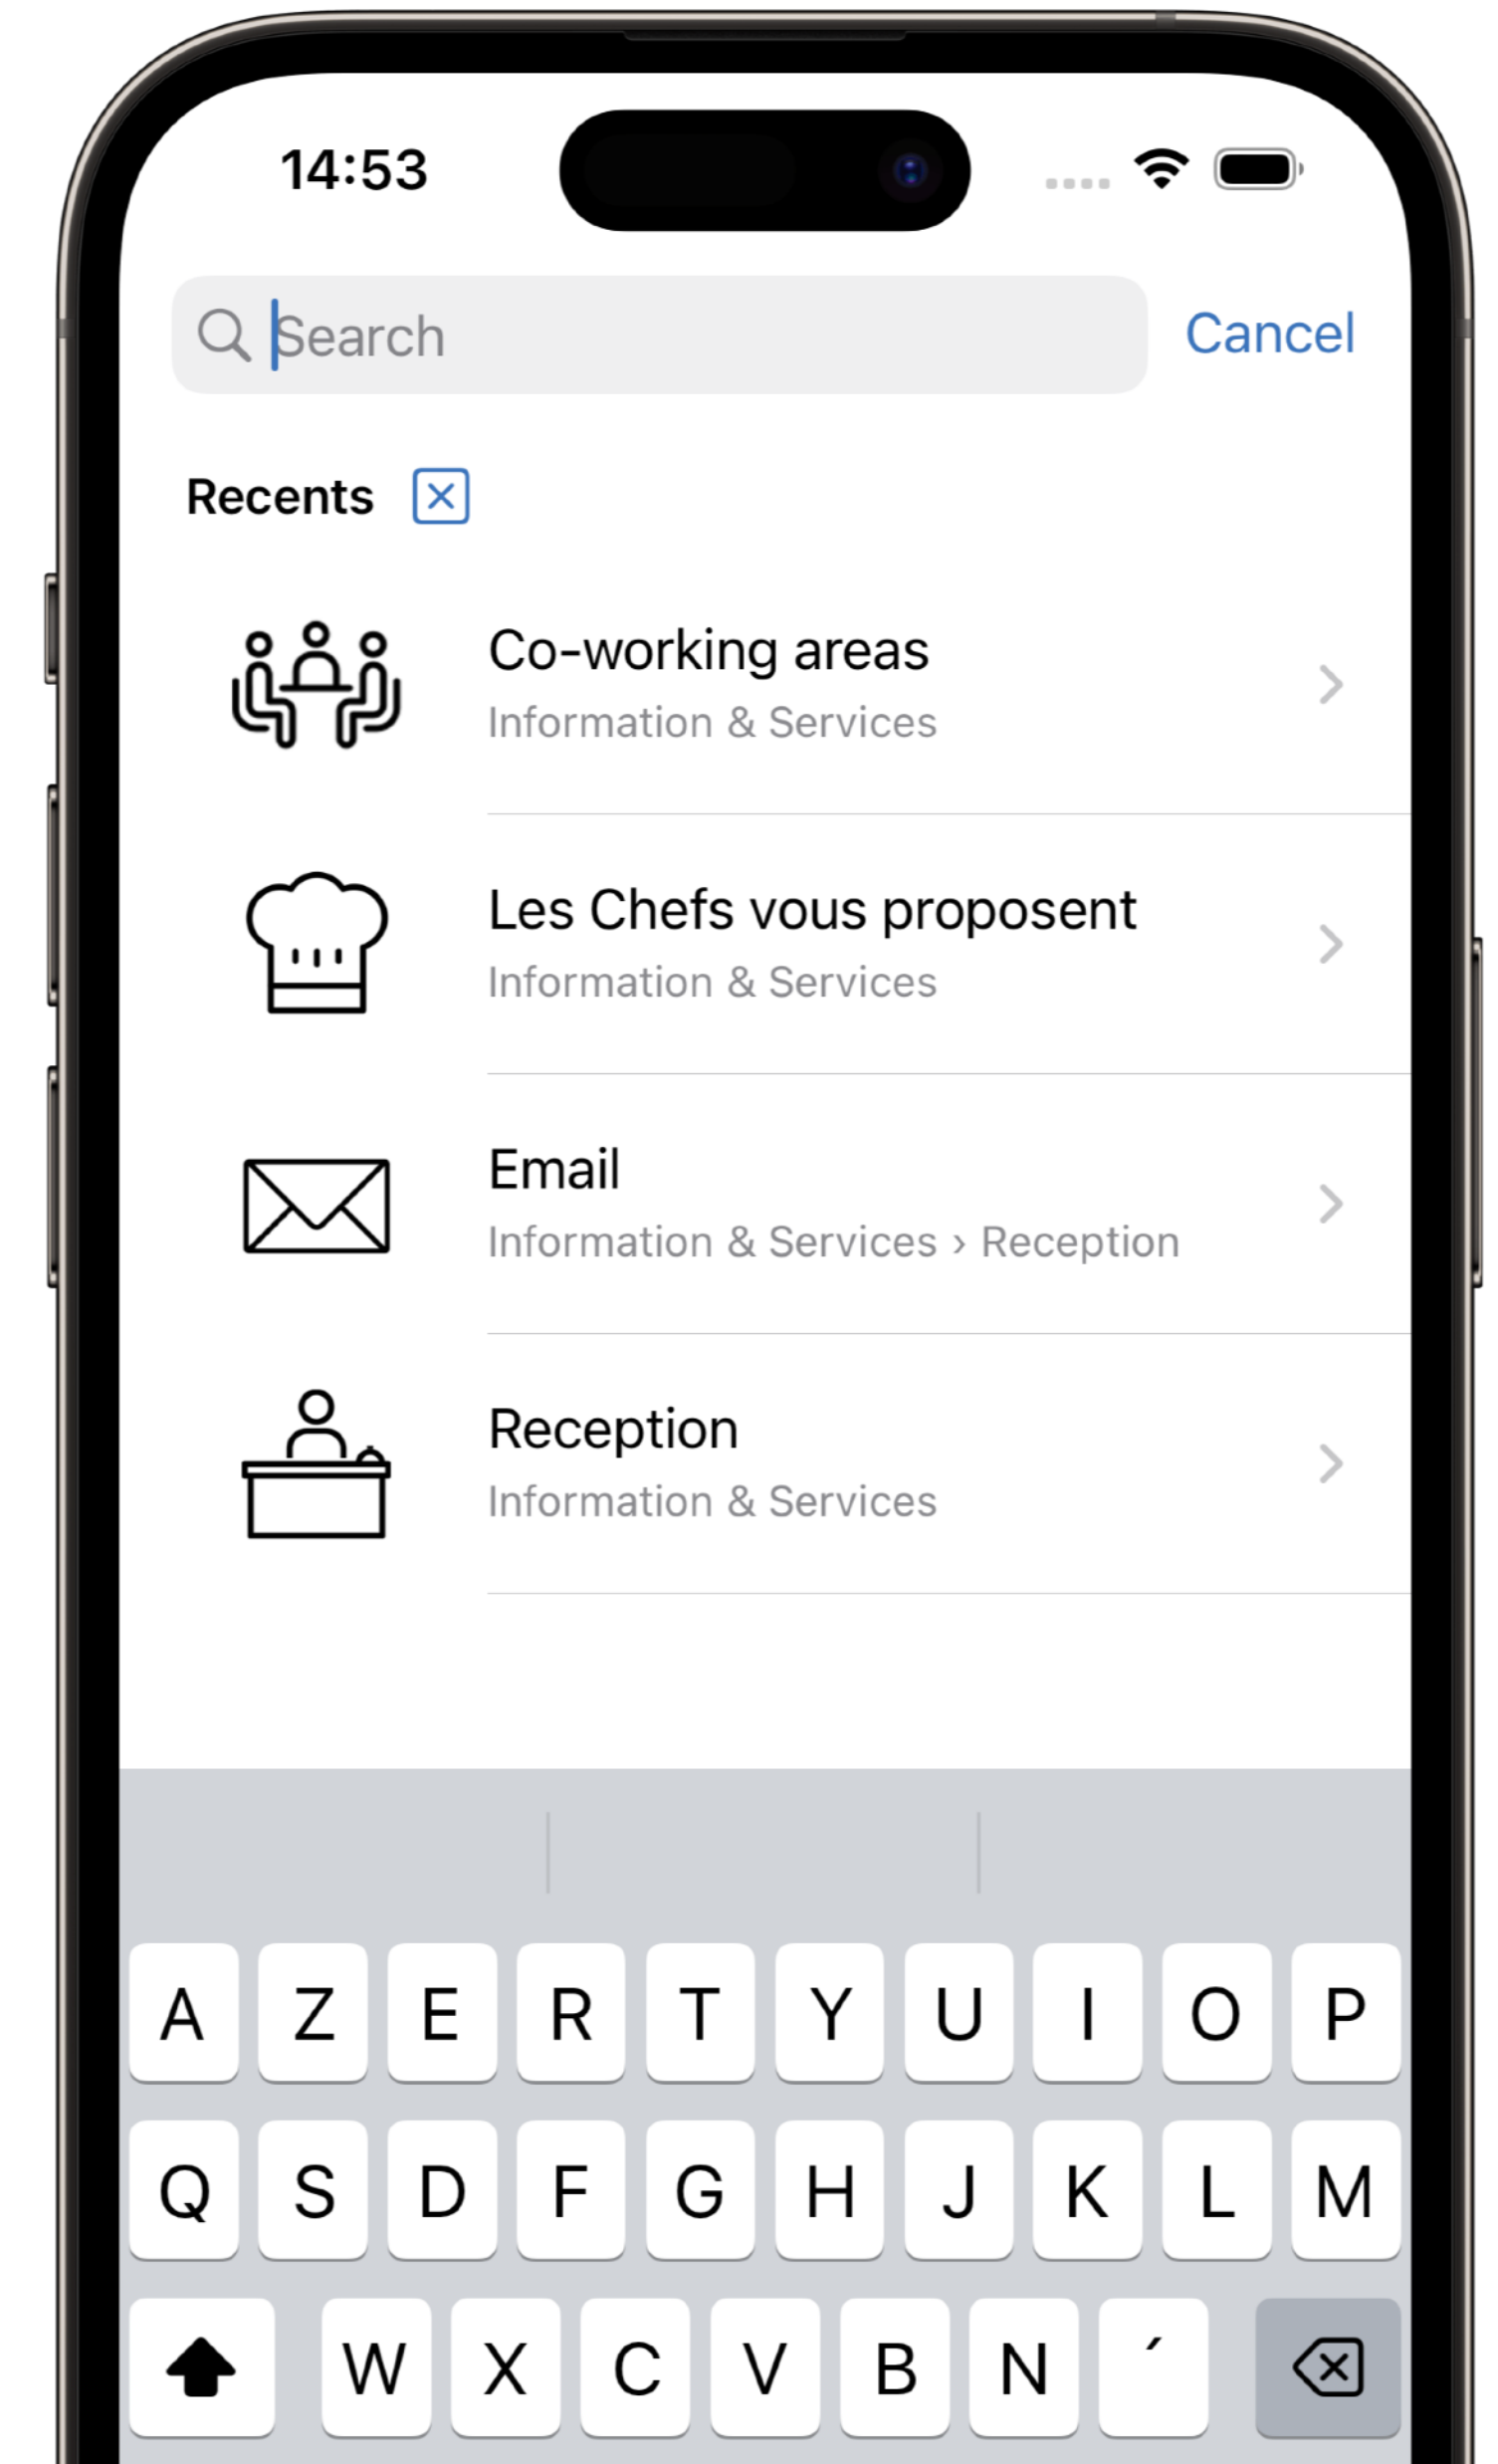 14:53
Search
Cancel
Recents
Co-working areas
Information & Services
Les Chefs vous proposent
Information & Services
Email
Information & Services › Reception
Reception
Information & Services
A Z E R T Y U I O P
Q S D F G H J K L M
W X C V B N ´